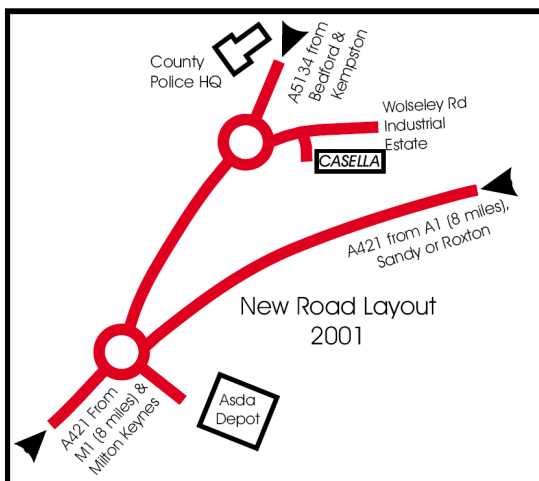 County
Police HQ
A5134 from
Bedford &
Kempston
Wolseley Rd
Industrial
Estate
CASELLA
A421 from A1 (8 miles),
Sandy or Roxton
New Road Layout
2001
A421 From
M1 (8 miles) &
Milton Keynes
Asda
Depot